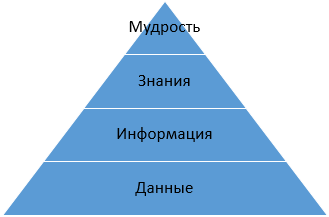 Мудрость
Знания
Информация
Данные